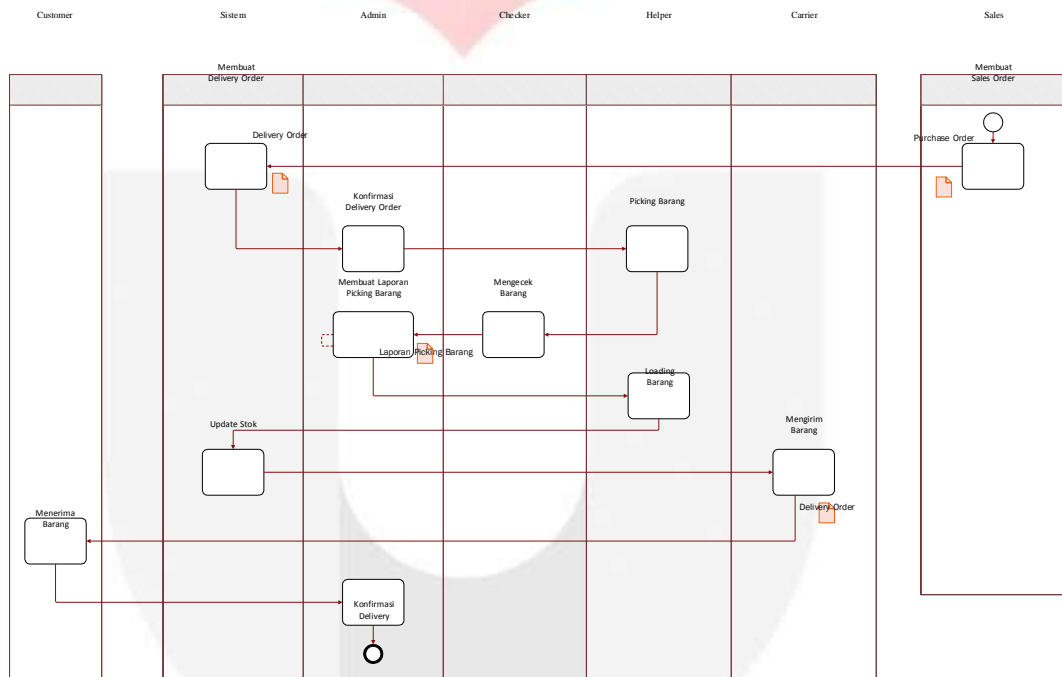 Customer
Sistem
Admin
Checker
Helper
Carrier
Sales
Membuat
Delivery Order
Membuat
Sales Order
Delivery Order
Purchase Order
Konfirmasi
Delivery Order
Picking Barang
Membuat Laporan
Picking Barang
Mengecek
Barang
Laporan Picking Barang
Loading
Barang
Update Stok
Mengirim
Barang
Delivery Order
Menerima
Barang
Konfirmasi
Delivery